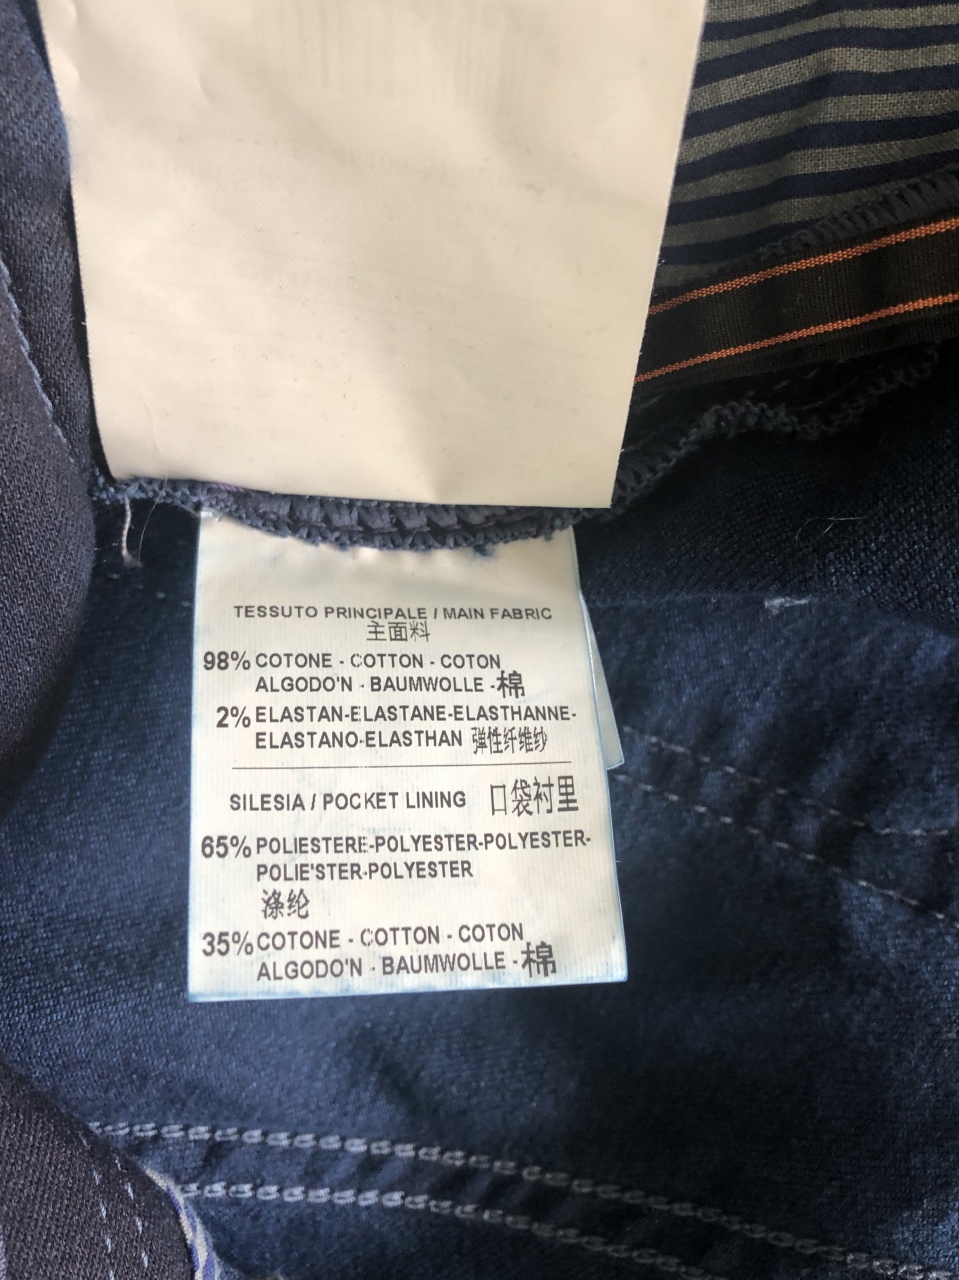 TESSUTO PRINCIPALE / MAIN FABRIC
主面料
98% COTONE - COTTON - COTON
ALGODO'N - BAUMWOLLE - 棉
2% ELASTAN-ELASTANE-ELASTHANNE-
ELASTANO-ELASTHAN 弹性纤维纱
SILESIA / POCKET LINING 口袋衬里
65% POLIESTERE-POLYESTER-POLYESTER-
POLIE'STER-POLYESTER
涤纶
35% COTONE - COTTON - COTON
ALGODO'N - BAUMWOLLE - 棉